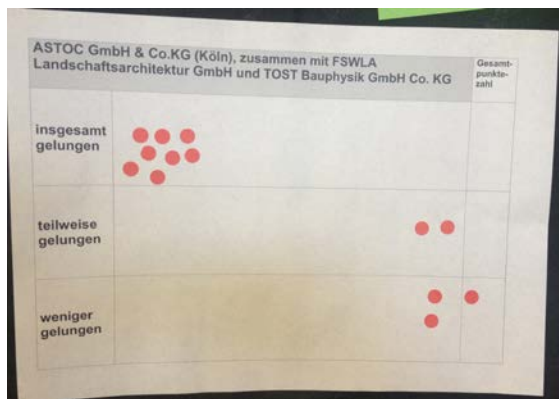 ASTOC GmbH & Co.KG (Köln), zusammen mit FSWLA
Landschaftsarchitektur GmbH und TOST Bauphysik GmbH Co. KG
Gesamt-
punkte-
zahl
insgesamt
gelungen
teilweise
gelungen
weniger
gelungen